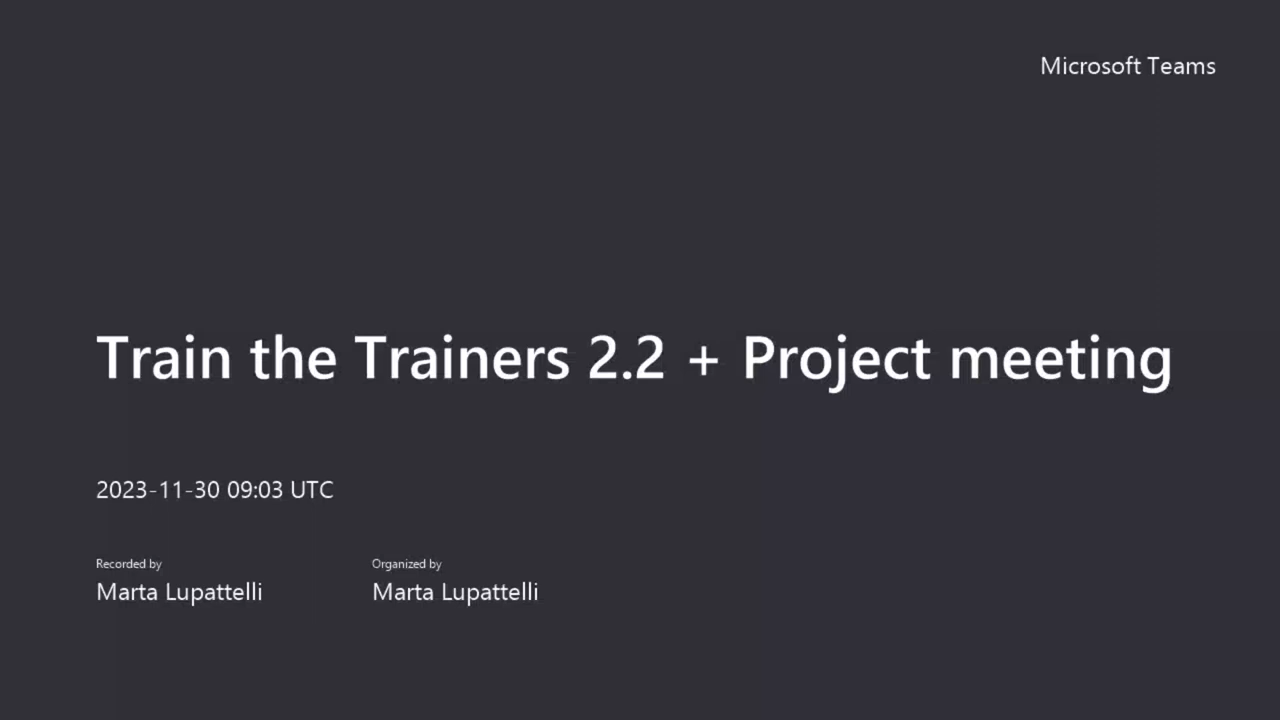 Microsoft Teams
Train the Trainers 2.2 + Project meeting
2023-11-30 09:03 UTC
Recorded by
Marta Lupattelli
Organized by
Marta Lupattelli